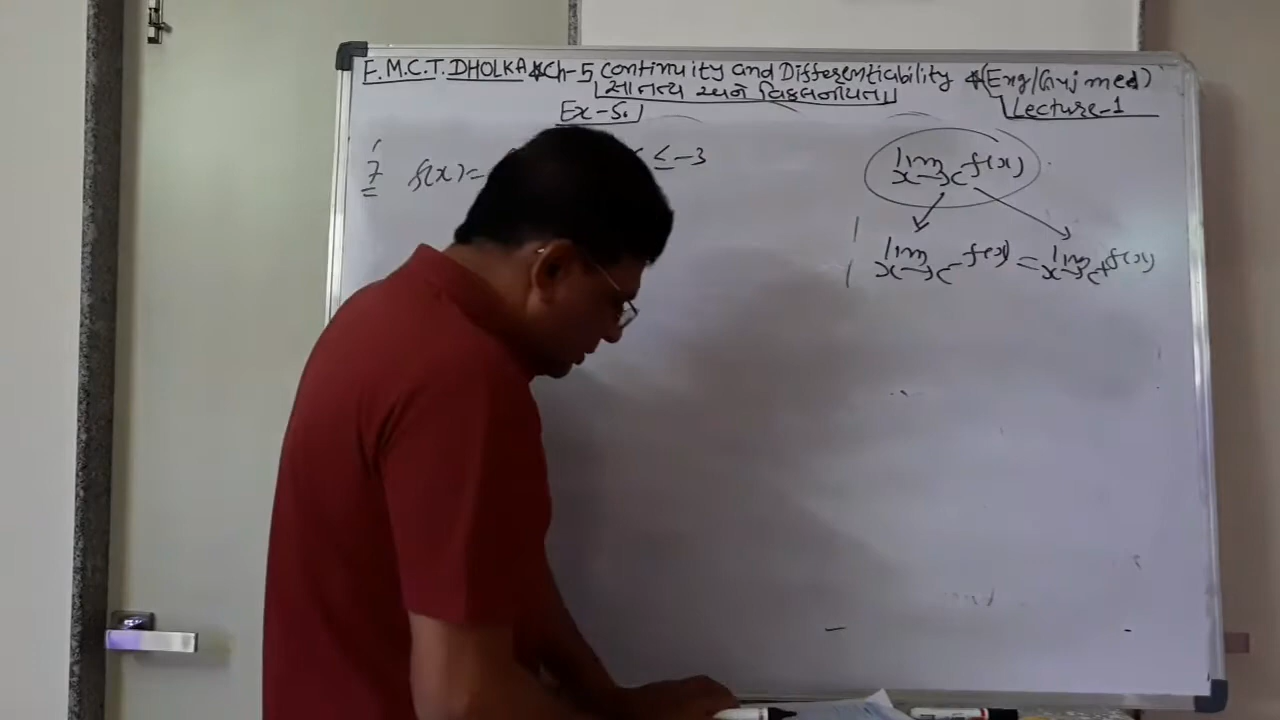 F.M.C.T. DHOLKA * Ch-5 Continuity and Differentiability * (Eng/Guj med)
સાતત્ય અને વિકલનીયતા
Lecture-1
Ex-5.
7 f(x)= ≤ -3
lim x→c f(x)
lim x→c⁻ f(x) = lim x→c⁺ f(x)